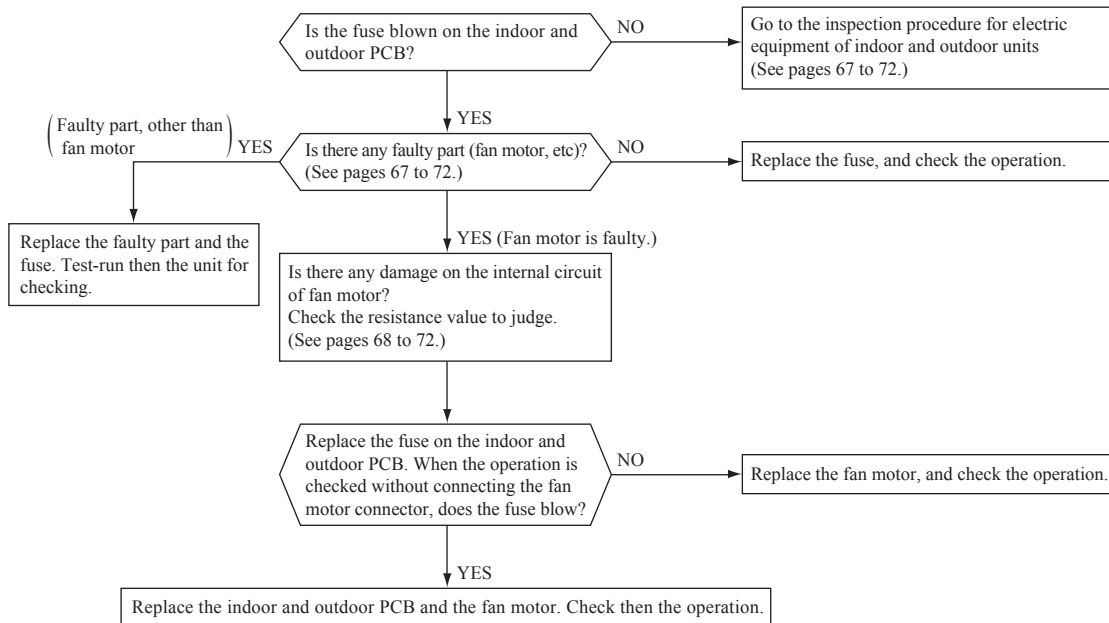 Is the fuse blown on the indoor and
outdoor PCB?
NO
Go to the inspection procedure for electric
equipment of indoor and outdoor units
(See pages 67 to 72.)
YES
(Faulty part, other than
fan motor)
YES
Is there any faulty part (fan motor, etc)?
(See pages 67 to 72.)
NO
Replace the fuse, and check the operation.
Replace the faulty part and the
fuse. Test-run then the unit for
checking.
YES (Fan motor is faulty.)
Is there any damage on the internal circuit
of fan motor?
Check the resistance value to judge.
(See pages 68 to 72.)
Replace the fuse on the indoor and
outdoor PCB. When the operation is
checked without connecting the fan
motor connector, does the fuse blow?
NO
Replace the fan motor, and check the operation.
YES
Replace the indoor and outdoor PCB and the fan motor. Check then the operation.